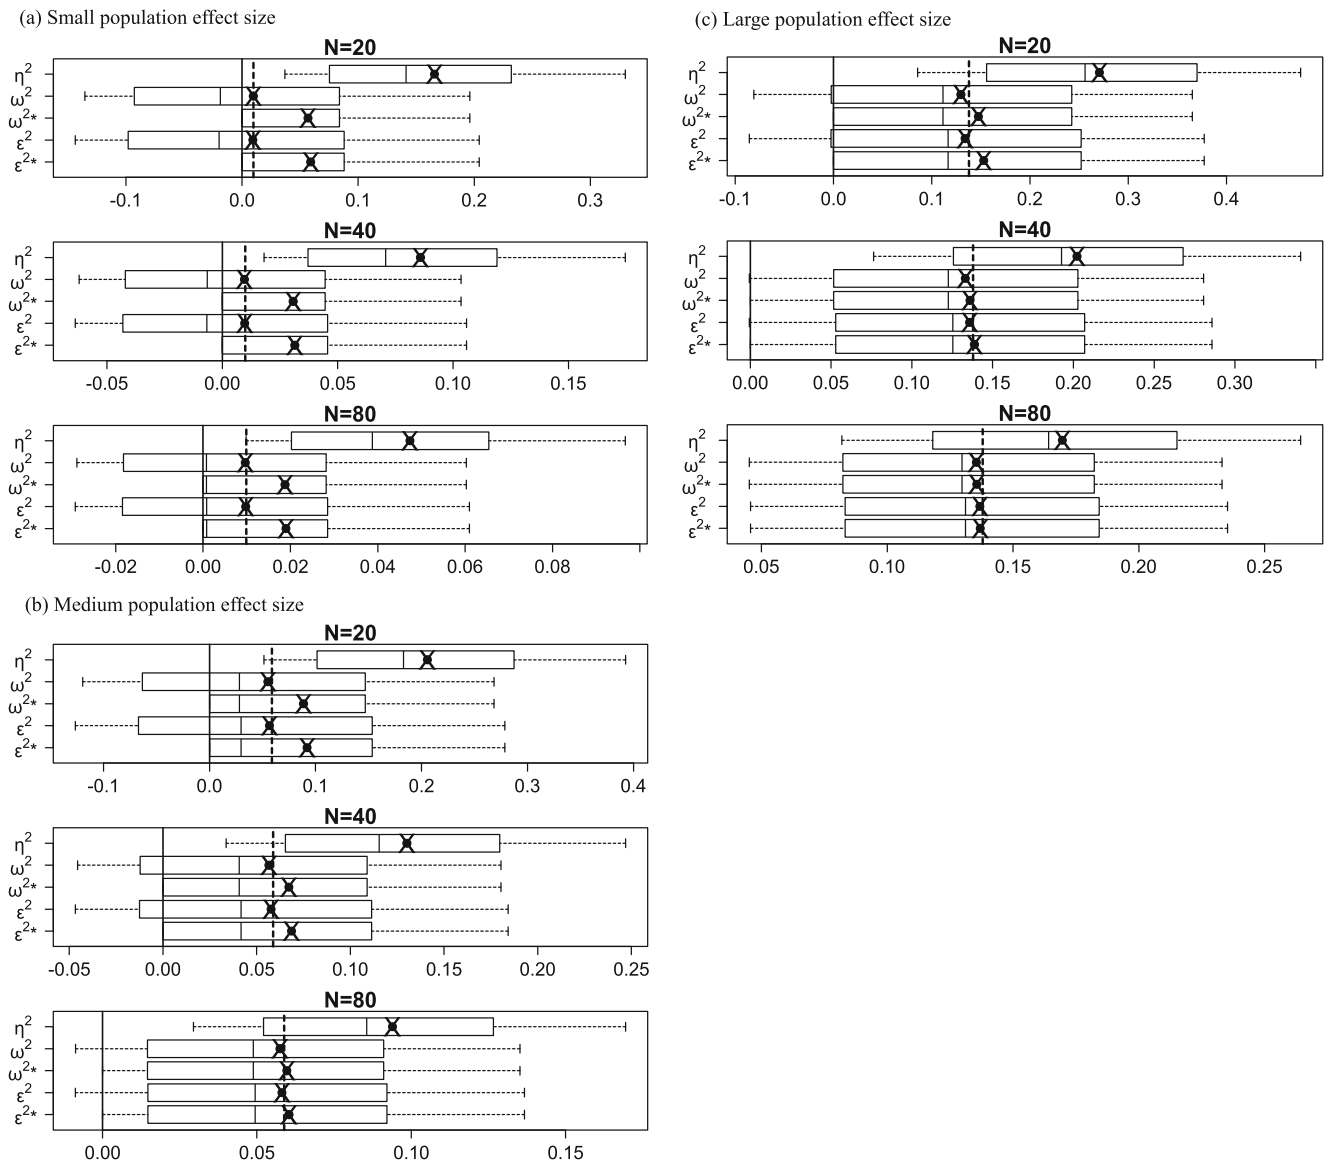 (a) Small population effect size
N=20
η²
ω²
ω²*
ε²
ε²*
-0.1 0.0 0.1 0.2 0.3
N=40
η²
ω²
ω²*
ε²
ε²*
-0.05 0.00 0.05 0.10 0.15
N=80
η²
ω²
ω²*
ε²
ε²*
-0.02 0.00 0.02 0.04 0.06 0.08
(b) Medium population effect size
N=20
η²
ω²
ω²*
ε²
ε²*
-0.1 0.0 0.1 0.2 0.3 0.4
N=40
η²
ω²
ω²*
ε²
ε²*
-0.05 0.00 0.05 0.10 0.15 0.20 0.25
N=80
η²
ω²
ω²*
ε²
ε²*
0.00 0.05 0.10 0.15
(c) Large population effect size
N=20
η²
ω²
ω²*
ε²
ε²*
-0.1 0.0 0.1 0.2 0.3 0.4
N=40
η²
ω²
ω²*
ε²
ε²*
0.00 0.05 0.10 0.15 0.20 0.25 0.30
N=80
η²
ω²
ω²*
ε²
ε²*
0.05 0.10 0.15 0.20 0.25